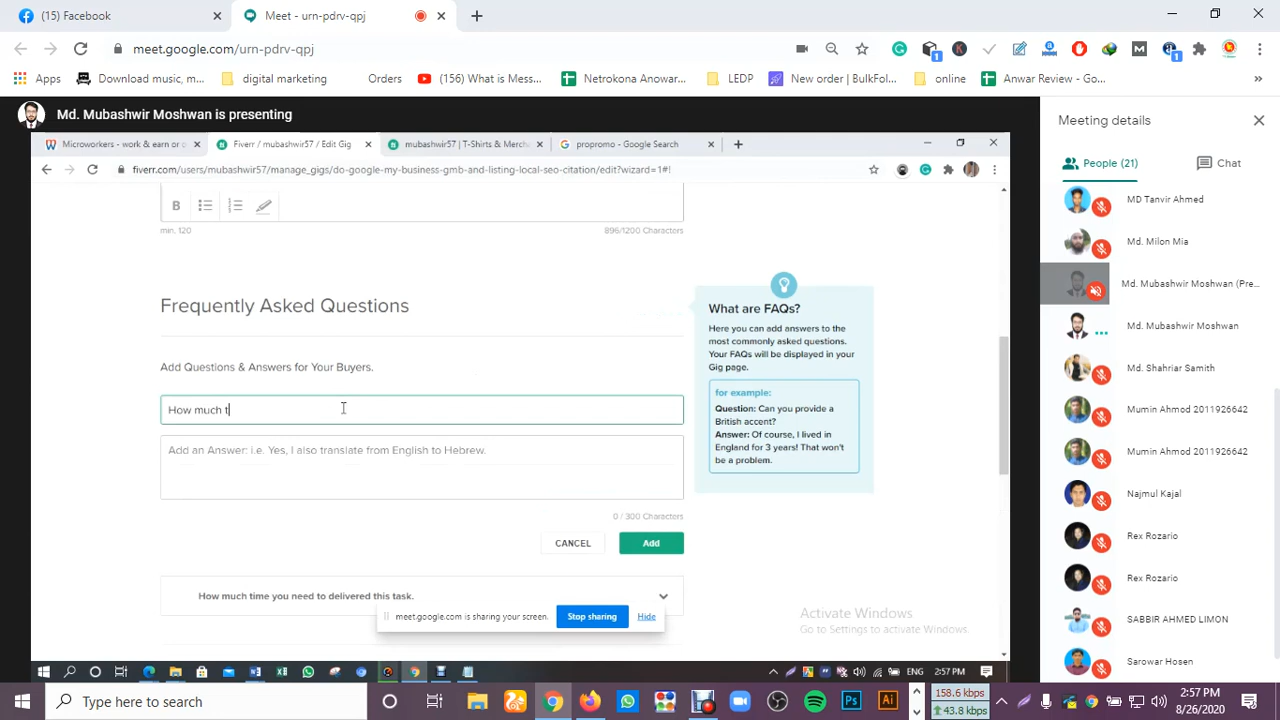 (15) Facebook
Meet - urn-pdrv-qpj
meet.google.com/urn-pdrv-qpj
Apps
Download music, m...
digital marketing
Orders
(156) What is Mess...
Netrokona Anowar...
LEDP
New order | BulkFol...
online
Anwar Review - Go...
»
Md. Mubashwir Moshwan is presenting
Microworkers - work & earn or o
Fiverr / mubashwir57 / Edit Gig
mubashwir57 | T-Shirts & Mercha
propromo - Google Search
fiverr.com/users/mubashwir57/manage_gigs/do-google-my-business-gmb-and-listing-local-seo-citation/edit?wizard=1#!
B
min. 120
896/1200 Characters
Frequently Asked Questions
Add Questions & Answers for Your Buyers.
How much t
Add an Answer: i.e. Yes, I also translate from English to Hebrew.
0 / 300 Characters
CANCEL
Add
How much time you need to delivered this task.
What are FAQs?
Here you can add answers to the
most commonly asked questions.
Your FAQs will be displayed in your
Gig page.
for example:
Question: Can you provide a
British accent?
Answer: Of course, I lived in
England for 3 years! That won't
be a problem.
meet.google.com is sharing your screen.
Stop sharing
Hide
Activate Windows
Go to Settings to activate Windows.
ENG
2:57 PM
Meeting details
People (21)
Chat
MD Tanvir Ahmed
Md. Milon Mia
Md. Mubashwir Moshwan (Pre...
Md. Mubashwir Moshwan
Md. Shahriar Samith
Mumin Ahmod 2011926642
Mumin Ahmod 2011926642
Najmul Kajal
Rex Rozario
Rex Rozario
SABBIR AHMED LIMON
Sarowar Hosen
Type here to search
Ps
Ai
158.6 kbps
43.8 kbps
2:57 PM
8/26/2020